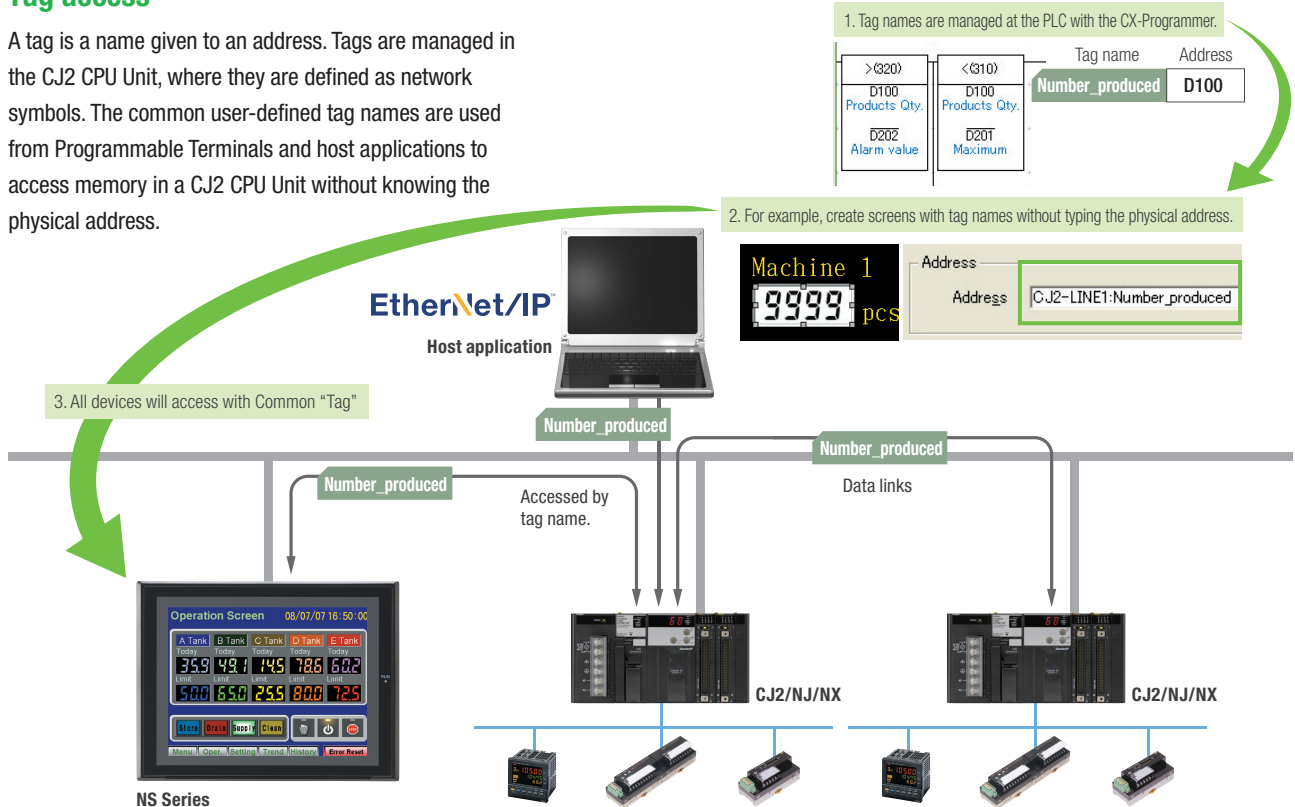 Tag access
A tag is a name given to an address. Tags are managed in
the CJ2 CPU Unit, where they are defined as network
symbols. The common user-defined tag names are used
from Programmable Terminals and host applications to
access memory in a CJ2 CPU Unit without knowing the
physical address.
1. Tag names are managed at the PLC with the CX-Programmer.
>(320)
D100
Products Qty.
D202
Alarm value
<(310)
D100
Products Qty.
D201
Maximum
Tag name Address
Number_produced D100
2. For example, create screens with tag names without typing the physical address.
Machine 1
9999 pcs
Address
Address CJ2-LINE1:Number_produced
EtherNet/IP™
Host application
3. All devices will access with Common “Tag”
Number_produced
Number_produced
Number_produced
Accessed by
tag name.
Data links
Operation Screen 08/07/07 16:50:00
A Tank B Tank C Tank D Tank E Tank
Today Today Today Today Today
35.9 49.1 14.5 78.6 60.2
Limit Limit Limit Limit Limit
50.0 65.0 25.5 80.0 72.5
Store Drain Supply Clean
Menu Oper. Setting Trend History Error Reset
NS Series
CJ2/NJ/NX
CJ2/NJ/NX